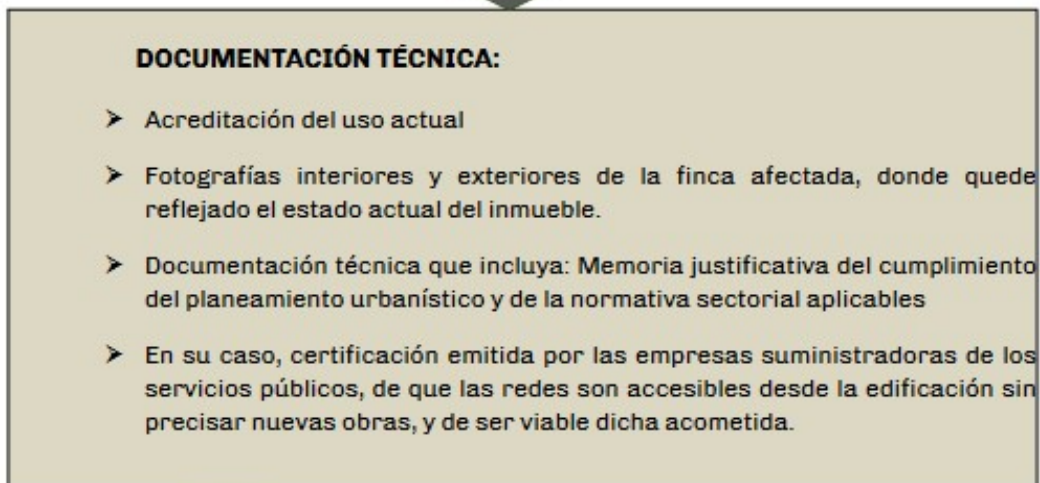 DOCUMENTACIÓN TÉCNICA:
➤ Acreditación del uso actual
➤ Fotografías interiores y exteriores de la finca afectada, donde quede
reflejado el estado actual del inmueble.
➤ Documentación técnica que incluya: Memoria justificativa del cumplimiento
del planeamiento urbanístico y de la normativa sectorial aplicables
➤ En su caso, certificación emitida por las empresas suministradoras de los
servicios públicos, de que las redes son accesibles desde la edificación sin
precisar nuevas obras, y de ser viable dicha acometida.